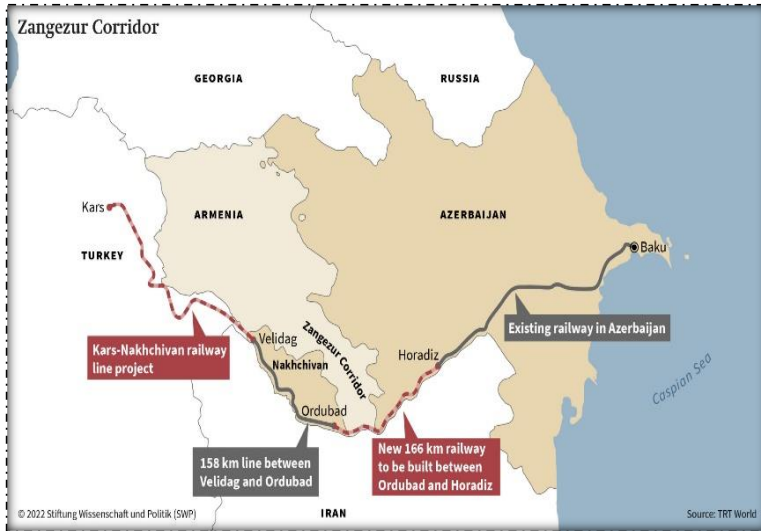 Zangezur Corridor
GEORGIA
RUSSIA
Kars
ARMENIA
AZERBAIJAN
TURKEY
Baku
Kars-Nakhchivan railway
line project
Velidag
Nakhchivan
Zangezur Corridor
Horadiz
Existing railway in Azerbaijan
Caspian Sea
Ordubad
158 km line between
Velidag and Ordubad
New 166 km railway
to be built between
Ordubad and Horadiz
IRAN
© 2022 Stiftung Wissenschaft und Politik (SWP)
Source: TRT World